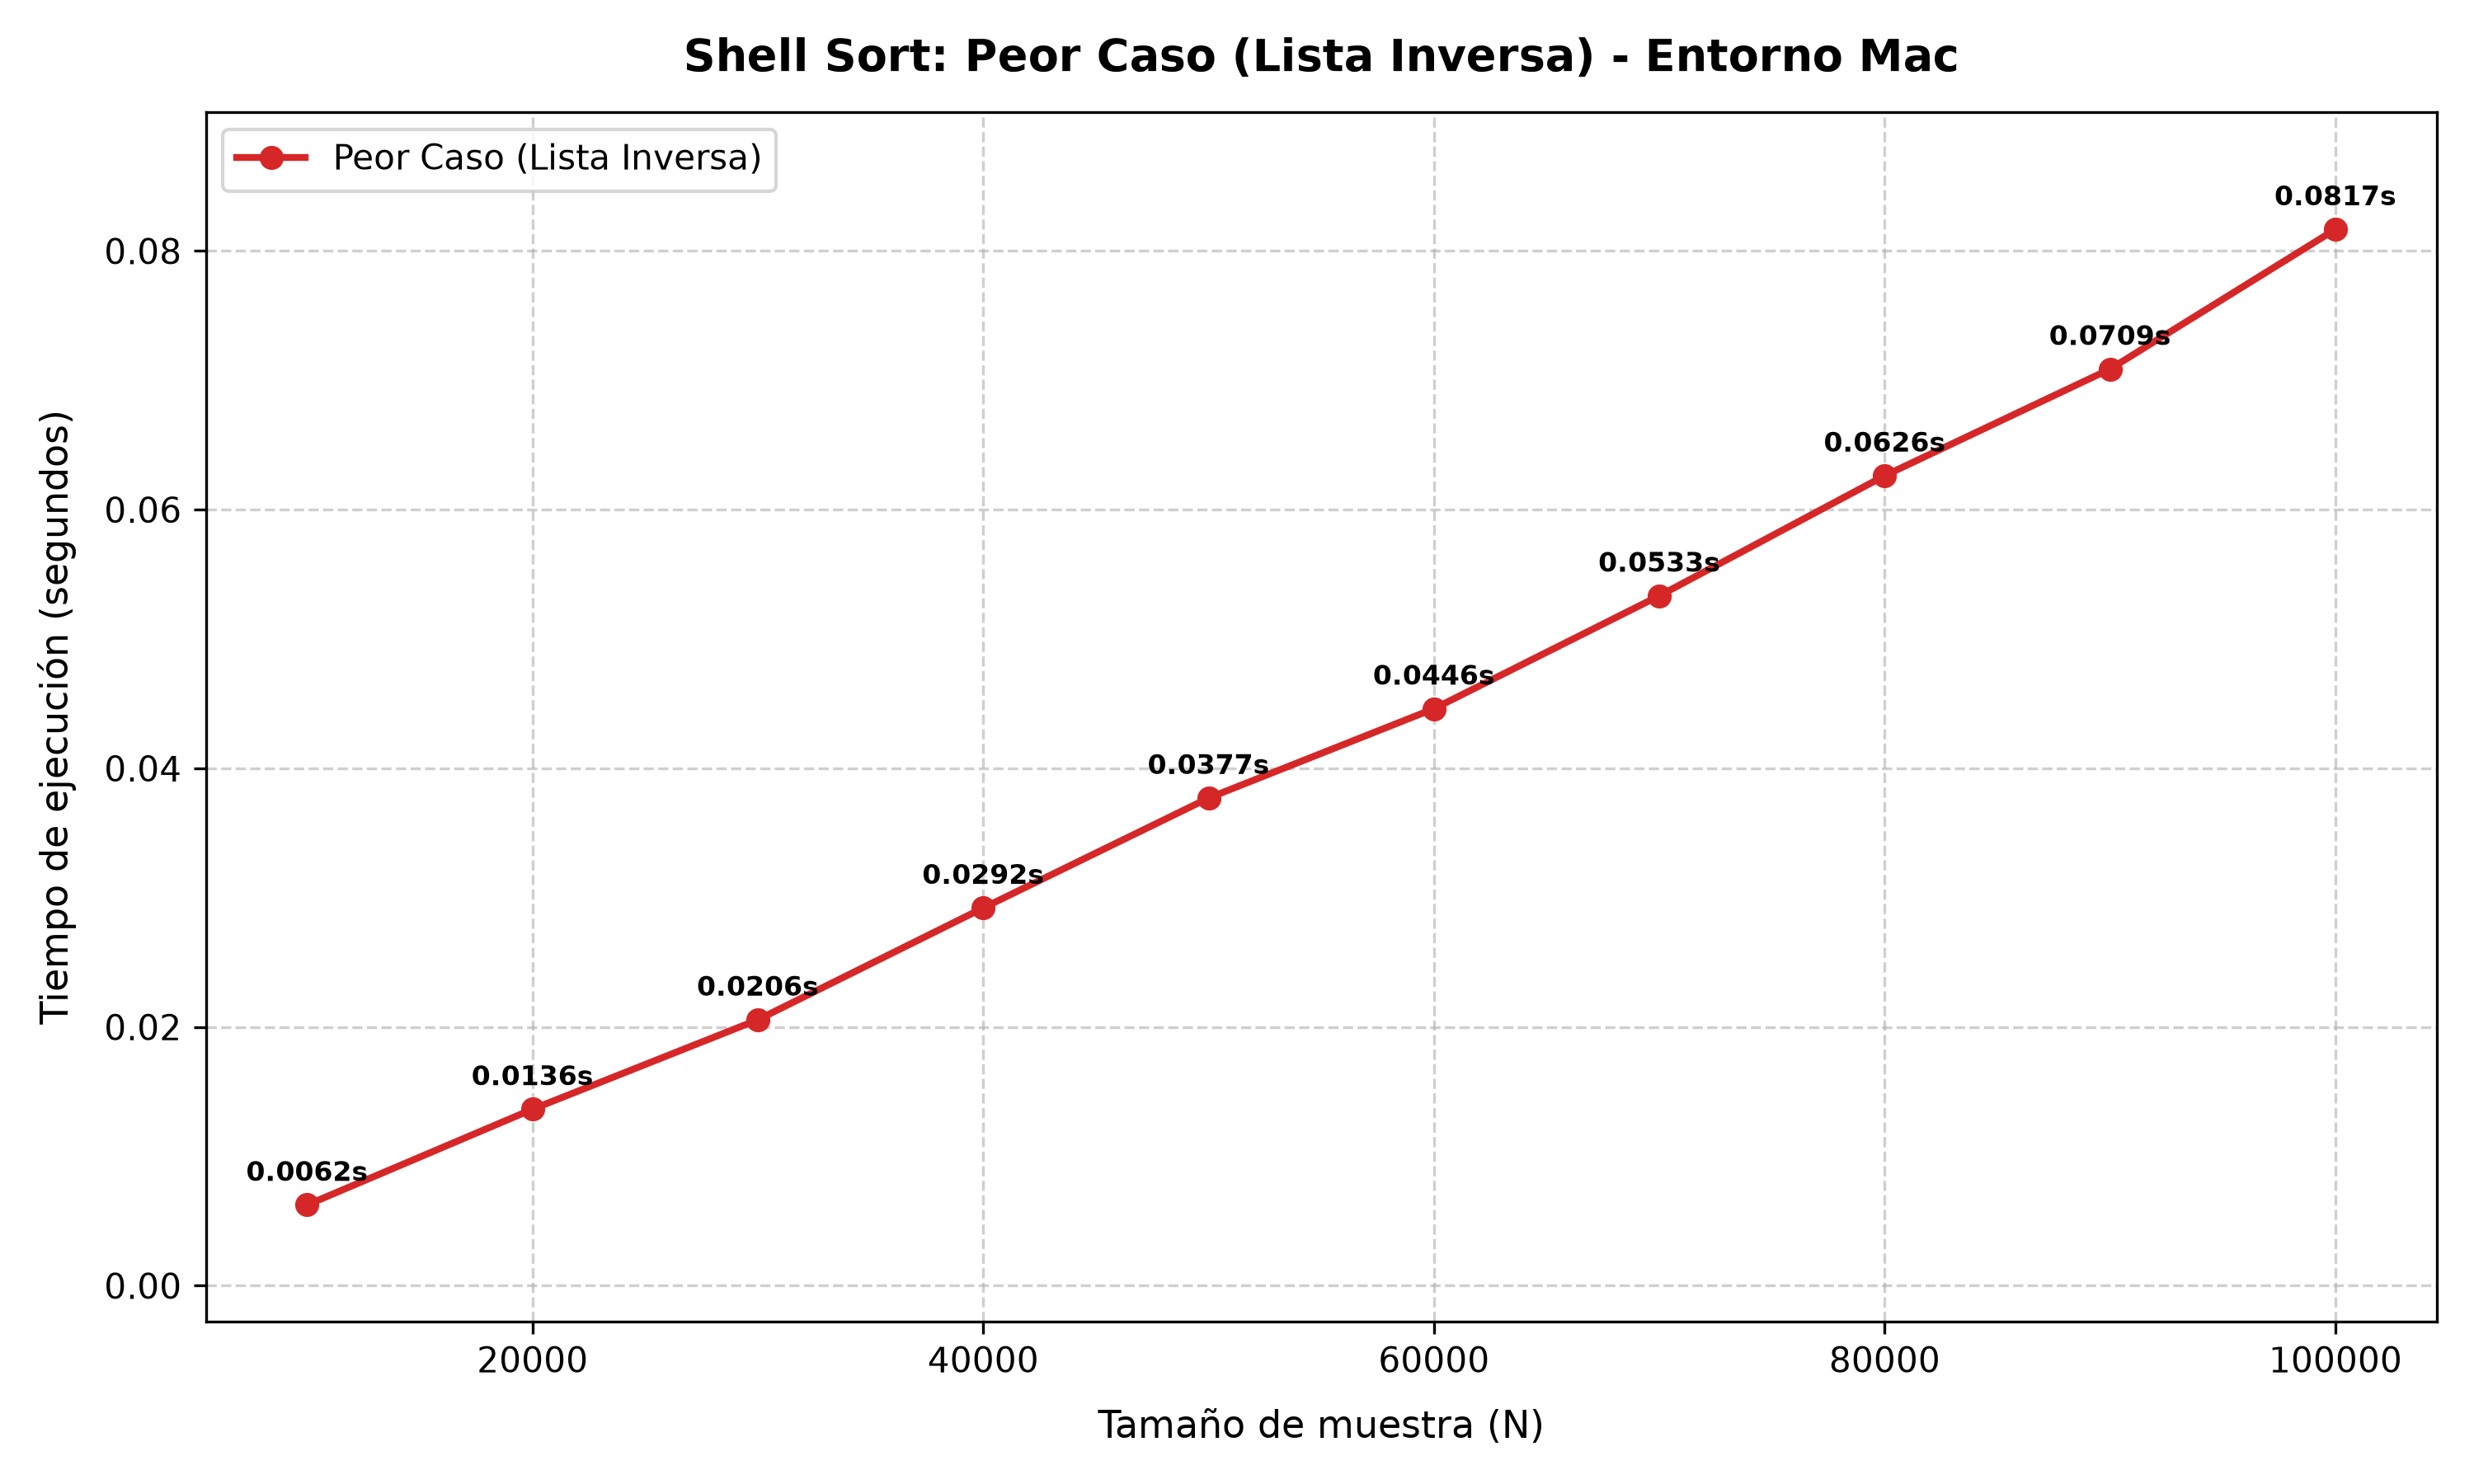 Shell Sort: Peor Caso (Lista Inversa) - Entorno Mac
Peor Caso (Lista Inversa)
Tiempo de ejecución (segundos)
0.08
0.06
0.04
0.02
0.00
0.0062s
0.0136s
0.0206s
0.0292s
0.0377s
0.0446s
0.0533s
0.0626s
0.0709s
0.0817s
20000
40000
60000
80000
100000
Tamaño de muestra (N)